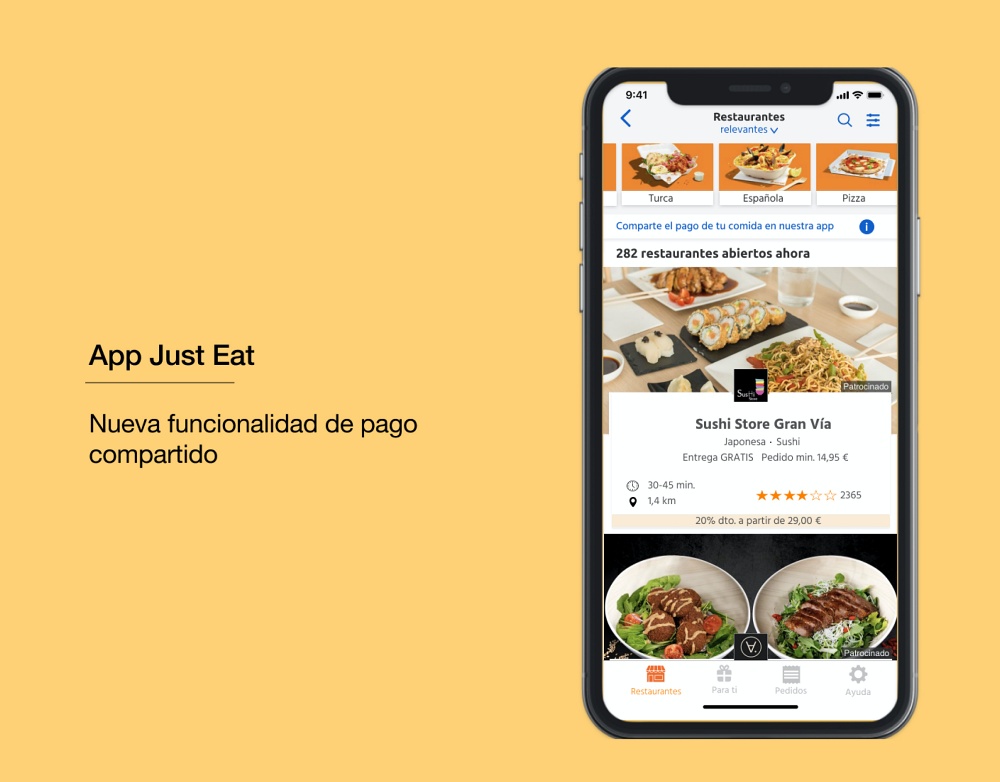 App Just Eat
Nueva funcionalidad de pago
compartido
9:41
Restaurantes
relevantes
Turca
Española
Pizza
Comparte el pago de tu comida en nuestra app
i
282 restaurantes abiertos ahora
Patrocinado
Sushi
Sushi Store Gran Vía
Japonesa · Sushi
Entrega GRATIS Pedido min. 14,95 €
30-45 min.
2365
1,4 km
20% dto. a partir de 29,00 €
Patrocinado
Restaurantes
Para ti
Pedidos
Ayuda